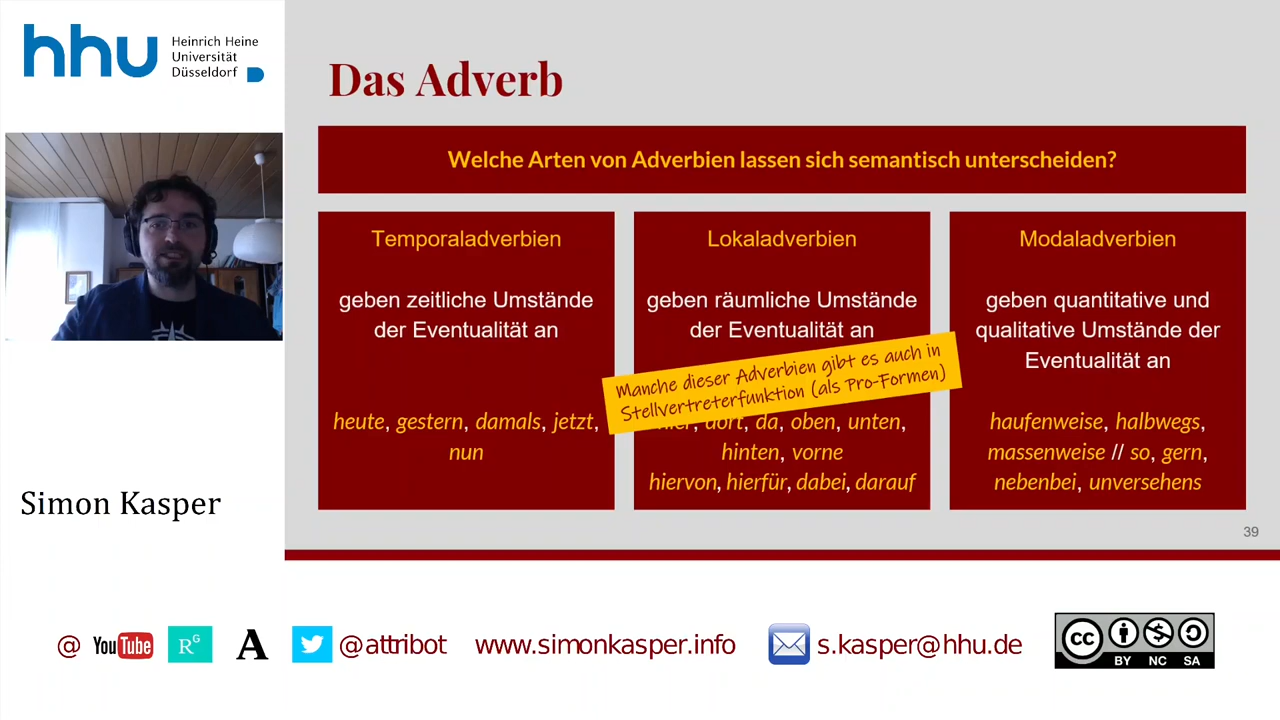 hhu
Heinrich Heine
Universität
Düsseldorf
Das Adverb
Welche Arten von Adverbien lassen sich semantisch unterscheiden?
Temporaladverbien
geben zeitliche Umstände
der Eventualität an
heute, gestern, damals, jetzt,
nun
Lokaladverbien
geben räumliche Umstände
der Eventualität an
Manche dieser Adverbien gibt es auch in
Stellvertreterfunktion (als Pro-Formen)
hier, dort, da, oben, unten,
hinten, vorne
hiervon, hierfür, dabei, darauf
Modaladverbien
geben quantitative und
qualitative Umstände der
Eventualität an
haufenweise, halbwegs,
massenweise // so, gern,
nebenbei, unversehens
Simon Kasper
39
@ YouTube RG A @attribot www.simonkasper.info s.kasper@hhu.de
cc
BY NC SA